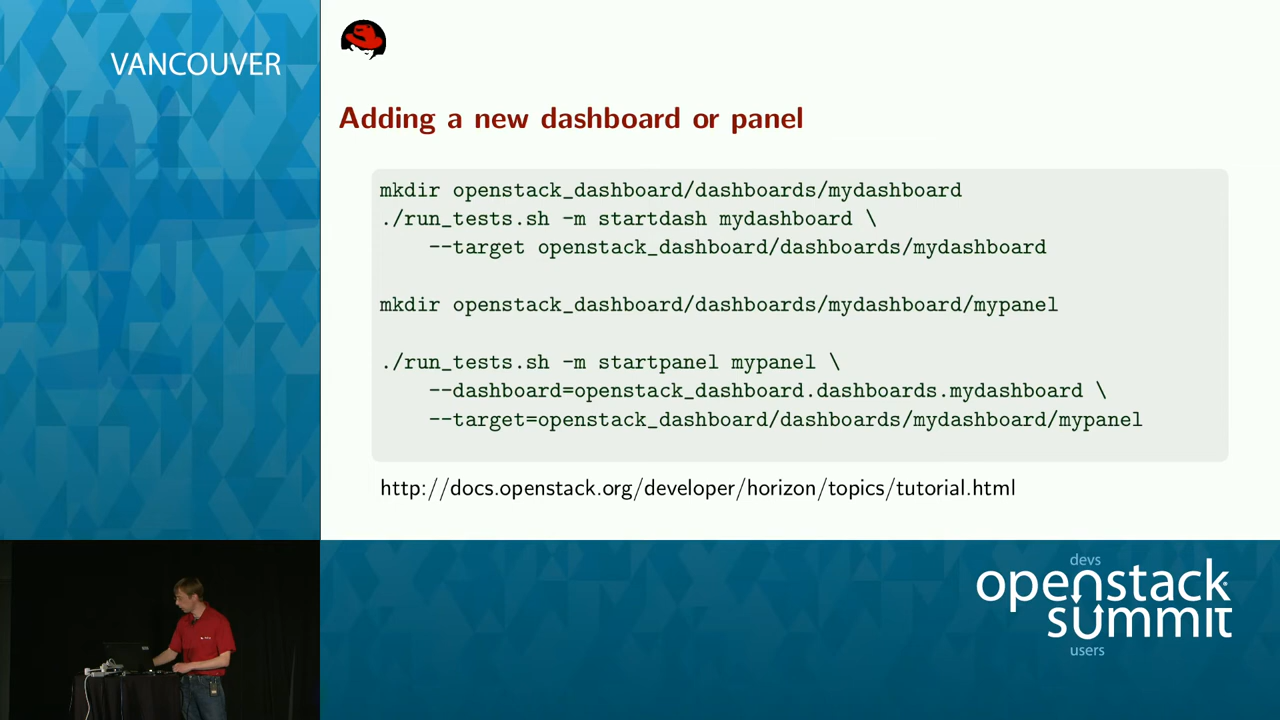 VANCOUVER
Adding a new dashboard or panel
mkdir openstack_dashboard/dashboards/mydashboard
./run_tests.sh -m startdash mydashboard \
--target openstack_dashboard/dashboards/mydashboard
mkdir openstack_dashboard/dashboards/mydashboard/mypanel
./run_tests.sh -m startpanel mypanel \
--dashboard=openstack_dashboard.dashboards.mydashboard \
--target=openstack_dashboard/dashboards/mydashboard/mypanel
http://docs.openstack.org/developer/horizon/topics/tutorial.html
devs
openstack
summit
users